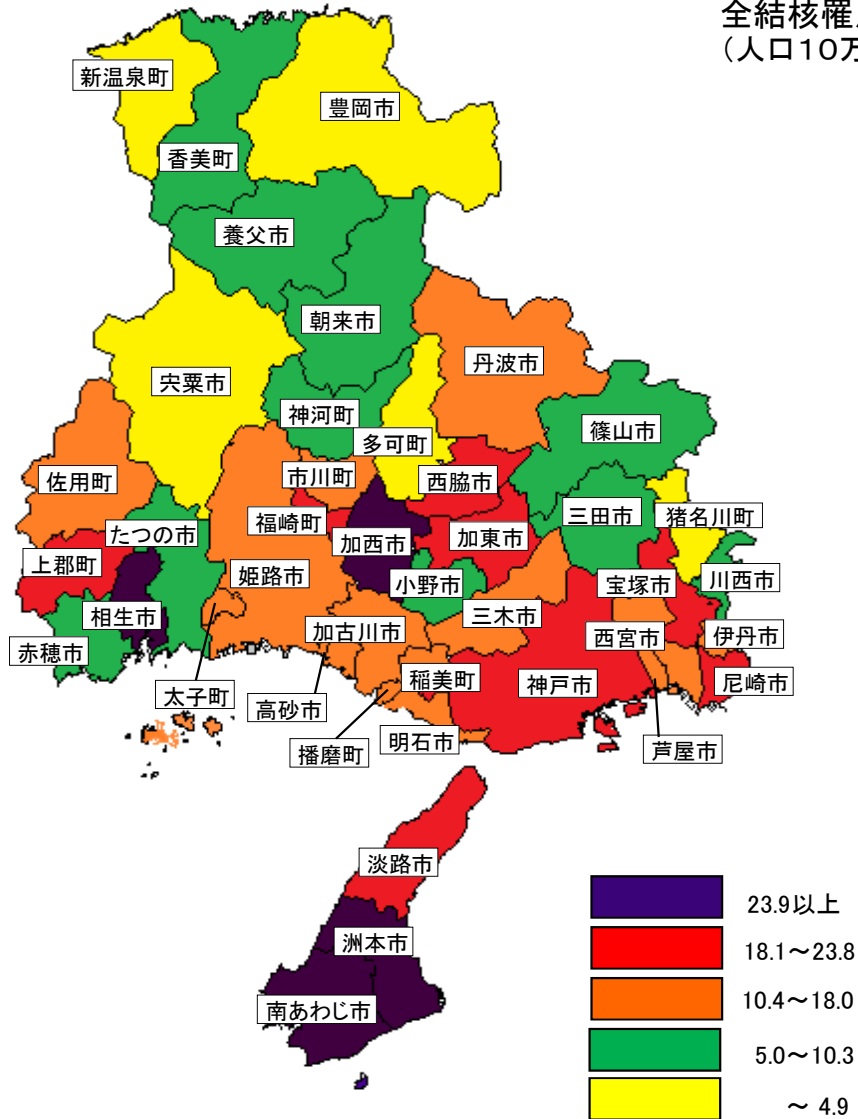 全結核罹
(人口10万
新温泉町
豊岡市
香美町
養父市
朝来市
丹波市
宍粟市
神河町
多可町
篠山市
佐用町
市川町
西脇市
福崎町
たつの市
加西市
加東市
三田市
猪名川町
上郡町
姫路市
小野市
宝塚市
川西市
相生市
加古川市
三木市
西宮市
伊丹市
赤穂市
太子町
高砂市
稲美町
神戸市
尼崎市
播磨町
明石市
芦屋市
淡路市
洲本市
南あわじ市
23.9以上
18.1～23.8
10.4～18.0
5.0～10.3
～ 4.9